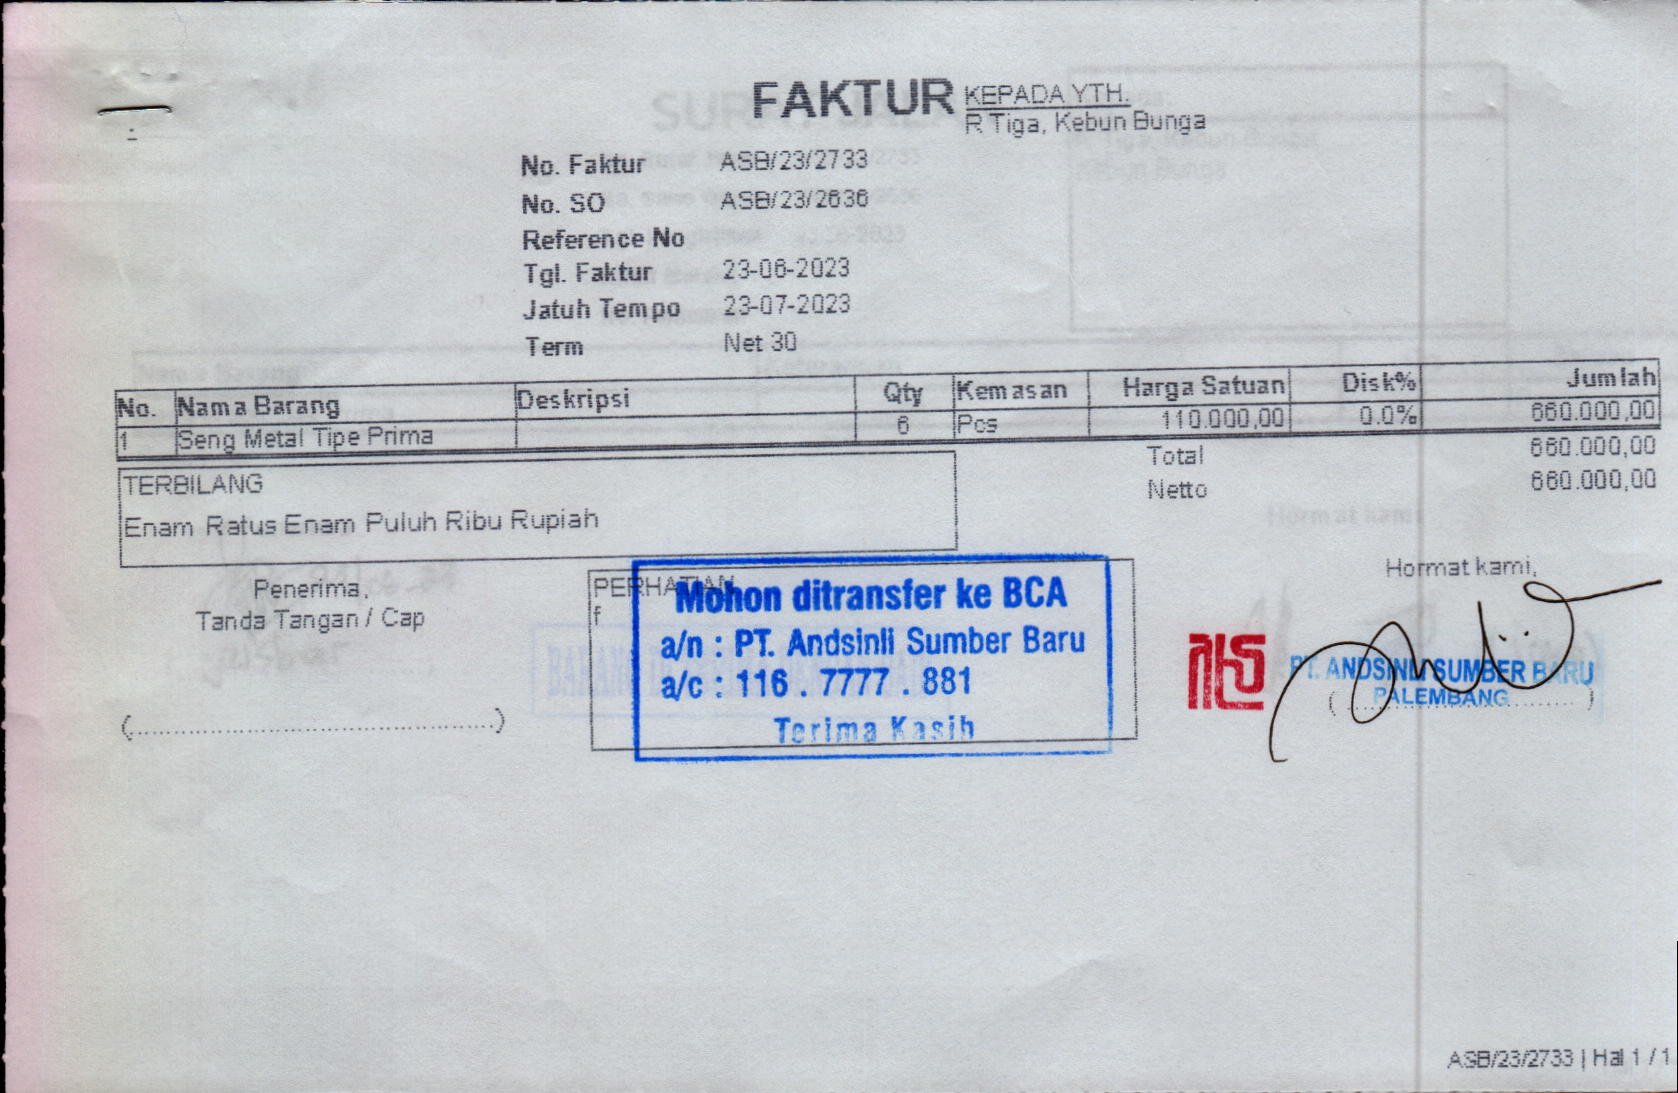 FAKTUR
KEPADA YTH.
R Tiga, Kebun Bunga
No. Faktur ASB/23/2733
No. SO ASB/23/2636
Reference No
Tgl. Faktur 23-06-2023
Jatuh Tempo 23-07-2023
Term Net 30
No. Nama Barang Deskripsi Qty Kemasan Harga Satuan Disk% Jumlah
1 Seng Metal Tipe Prima 6 Pcs 110.000,00 0.0% 660.000,00
Total 660.000,00
Netto 660.000,00
TERBILANG
Enam Ratus Enam Puluh Ribu Rupiah
Penerima,
Tanda Tangan / Cap
(................................................)
PERHATIAN
f
Mohon ditransfer ke BCA
a/n : PT. Andsinli Sumber Baru
a/c : 116 . 7777 . 881
Terima Kasih
Hormat kami,
PT. ANDSINLI SUMBER BARU
PALEMBANG
ASB/23/2733 | Hal 1 / 1